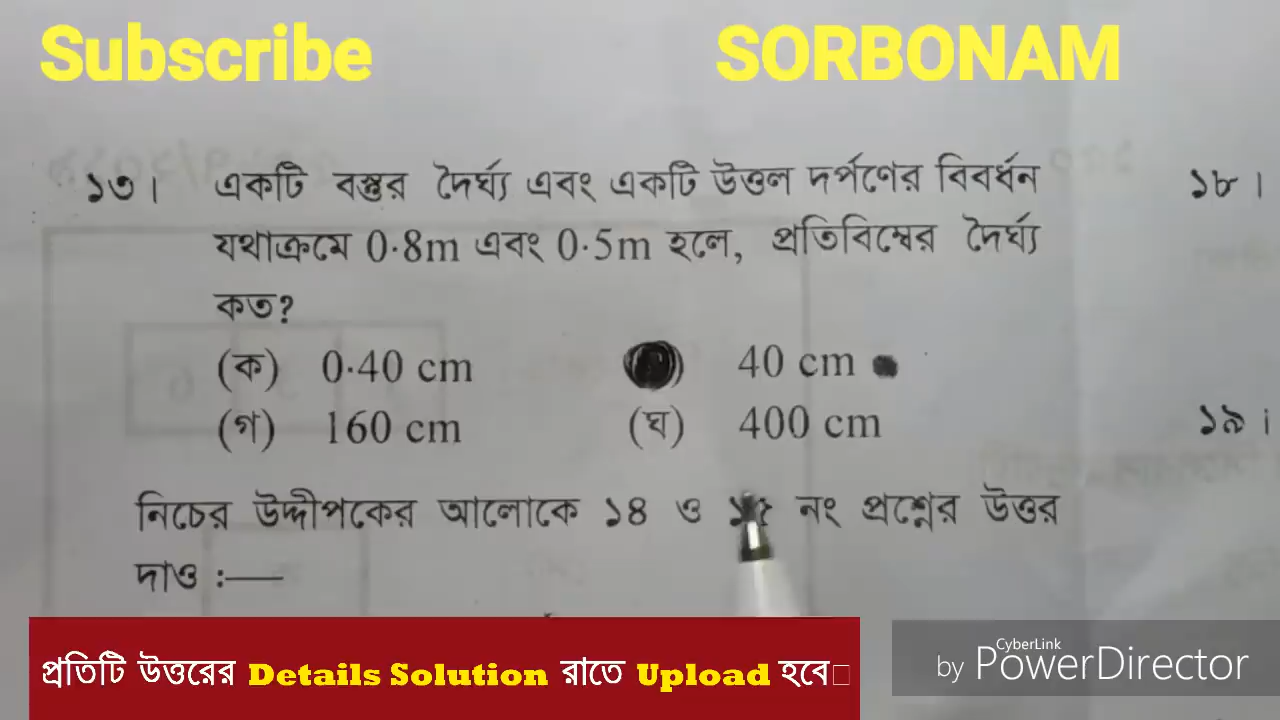 Subscribe SORBONAM
১৩। একটি বস্তুর দৈর্ঘ্য এবং একটি উত্তল দর্পণের বিবর্ধন
যথাক্রমে 0·8m এবং 0·5m হলে, প্রতিবিম্বের দৈর্ঘ্য
কত?
(ক) 0·40 cm 40 cm
(গ) 160 cm (ঘ) 400 cm
১৮।
১৯।
নিচের উদ্দীপকের আলোকে ১৪ ও নং প্রশ্নের উত্তর
দাও :—
প্রতিটি উত্তরের Details Solution রাতে Upload হবে
CyberLink
by PowerDirector